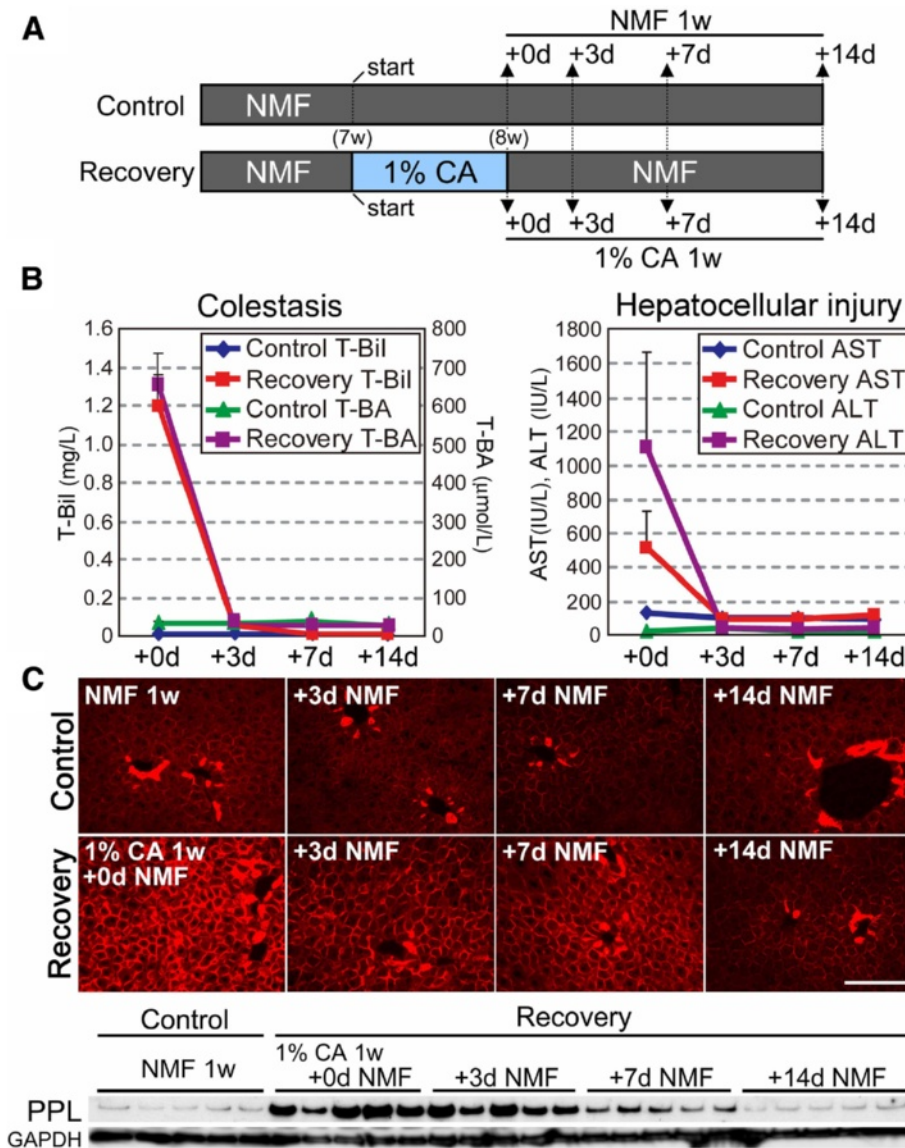 A
NMF 1w
+0d +3d +7d +14d
start
Control NMF
(7w) (8w)
Recovery NMF 1% CA NMF
start
+0d +3d +7d +14d
1% CA 1w
B
Colestasis
T-Bil (mg/L)
1.6
1.4
1.2
1.0
0.8
0.6
0.4
0.2
0
Control T-Bil
Recovery T-Bil
Control T-BA
Recovery T-BA
800
700
600
500
400
300
200
100
0
T-BA (μmol/L)
+0d +3d +7d +14d
Hepatocellular injury
AST(IU/L), ALT (IU/L)
1800
1600
1400
1200
1000
800
600
400
200
0
Control AST
Recovery AST
Control ALT
Recovery ALT
+0d +3d +7d +14d
C
Control
NMF 1w +3d NMF +7d NMF +14d NMF
Recovery
1% CA 1w +3d NMF +7d NMF +14d NMF
+0d NMF
Control Recovery
1% CA 1w
NMF 1w +0d NMF +3d NMF +7d NMF +14d NMF
PPL
GAPDH